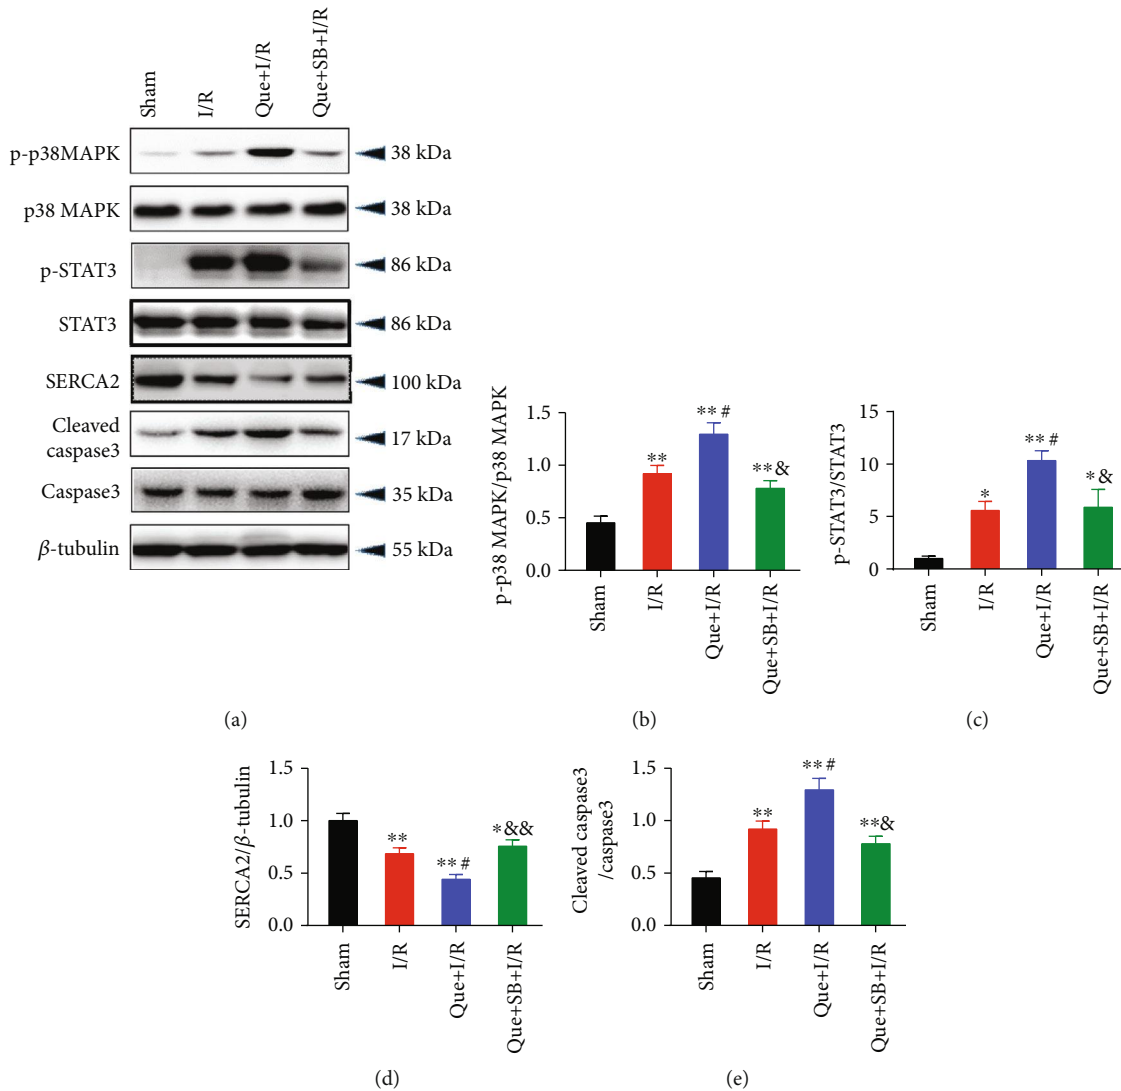 Sham
I/R
Que+I/R
Que+SB+I/R
p-p38MAPK
38 kDa
p38 MAPK
38 kDa
p-STAT3
86 kDa
STAT3
86 kDa
SERCA2
100 kDa
Cleaved
caspase3
17 kDa
Caspase3
35 kDa
β-tubulin
55 kDa
(a)
p-p38 MAPK/p38 MAPK
1.5
1.0
0.5
0.0
**
** #
**&
Sham
I/R
Que+I/R
Que+SB+I/R
(b)
p-STAT3/STAT3
15
10
5
0
*
** #
*&
Sham
I/R
Que+I/R
Que+SB+I/R
(c)
SERCA2/β-tubulin
1.5
1.0
0.5
0.0
**
** #
*&&
Sham
I/R
Que+I/R
Que+SB+I/R
(d)
Cleaved caspase3
/caspase3
1.5
1.0
0.5
0.0
**
** #
**&
Sham
I/R
Que+I/R
Que+SB+I/R
(e)